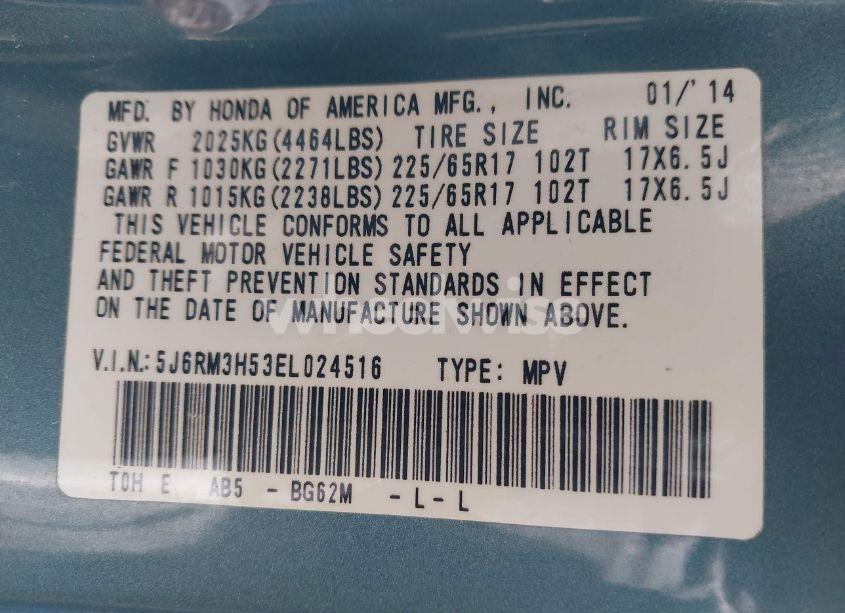 MFD. BY HONDA OF AMERICA MFG., INC. 01/'14
GVWR 2025KG(4464LBS) TIRE SIZE RIM SIZE
GAWR F 1030KG(2271LBS) 225/65R17 102T 17X6.5J
GAWR R 1015KG(2238LBS) 225/65R17 102T 17X6.5J
THIS VEHICLE CONFORMS TO ALL APPLICABLE
FEDERAL MOTOR VEHICLE SAFETY
AND THEFT PREVENTION STANDARDS IN EFFECT
ON THE DATE OF MANUFACTURE SHOWN ABOVE.
V.I.N.: 5J6RM3H53EL024516 TYPE: MPV
TOH E AB5 - BG62M - L- L